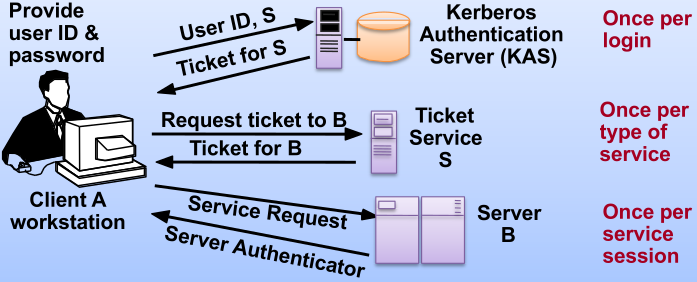 Provide
user ID &
password
User ID, S
Ticket for S
Kerberos
Authentication
Server (KAS)
Once per
login
Request ticket to B
Ticket for B
Ticket
Service
S
Once per
type of
service
Client A
workstation
Service Request
Server Authenticator
Server
B
Once per
service
session